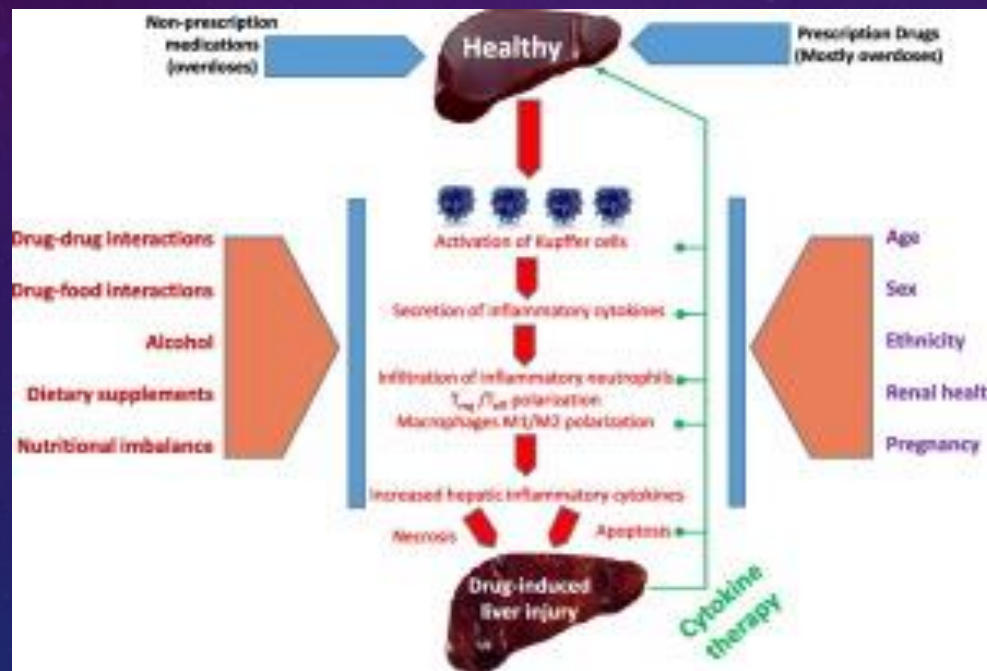 Non-prescription
medications
(overdoses)
Healthy
Prescription Drugs
(Mostly overdoses)
Activation of Kupffer cells
Secretion of inflammatory cytokines
Infiltration of inflammatory neutrophils
Treg/Teff polarization
Macrophages M1/M2 polarization
Increased hepatic inflammatory cytokines
Necrosis
Apoptosis
Drug-induced
liver injury
Drug-drug interactions
Drug-food interactions
Alcohol
Dietary supplements
Nutritional imbalance
Age
Sex
Ethnicity
Renal healt
Pregnancy
Cytokine
therapy